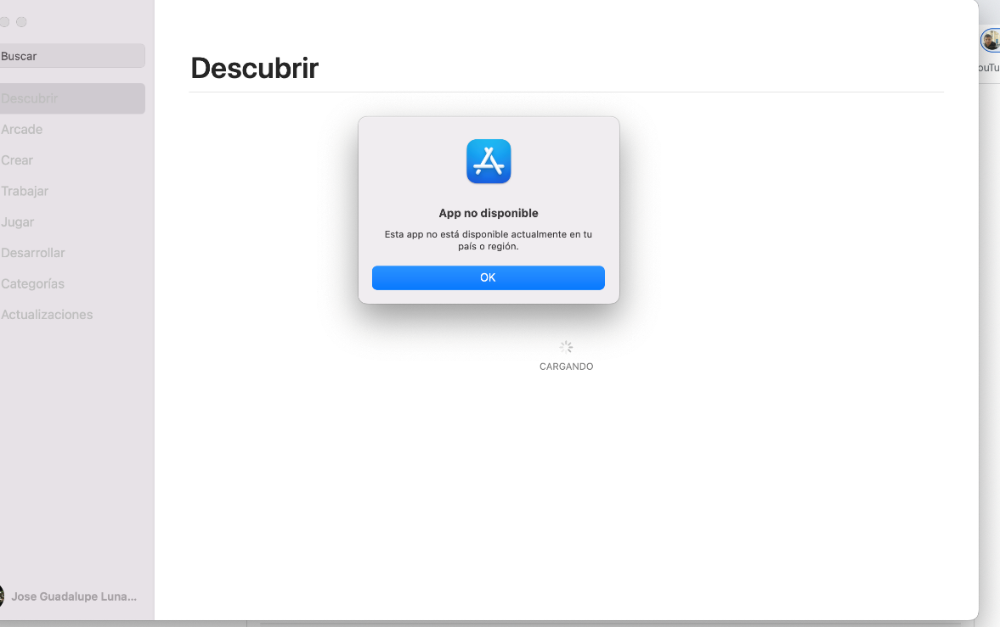 Buscar
Descubrir
Arcade
Crear
Trabajar
Jugar
Desarrollar
Categorías
Actualizaciones
Jose Guadalupe Luna...
Descubrir
App no disponible
Esta app no está disponible actualmente en tu
país o región.
OK
CARGANDO
ouTu